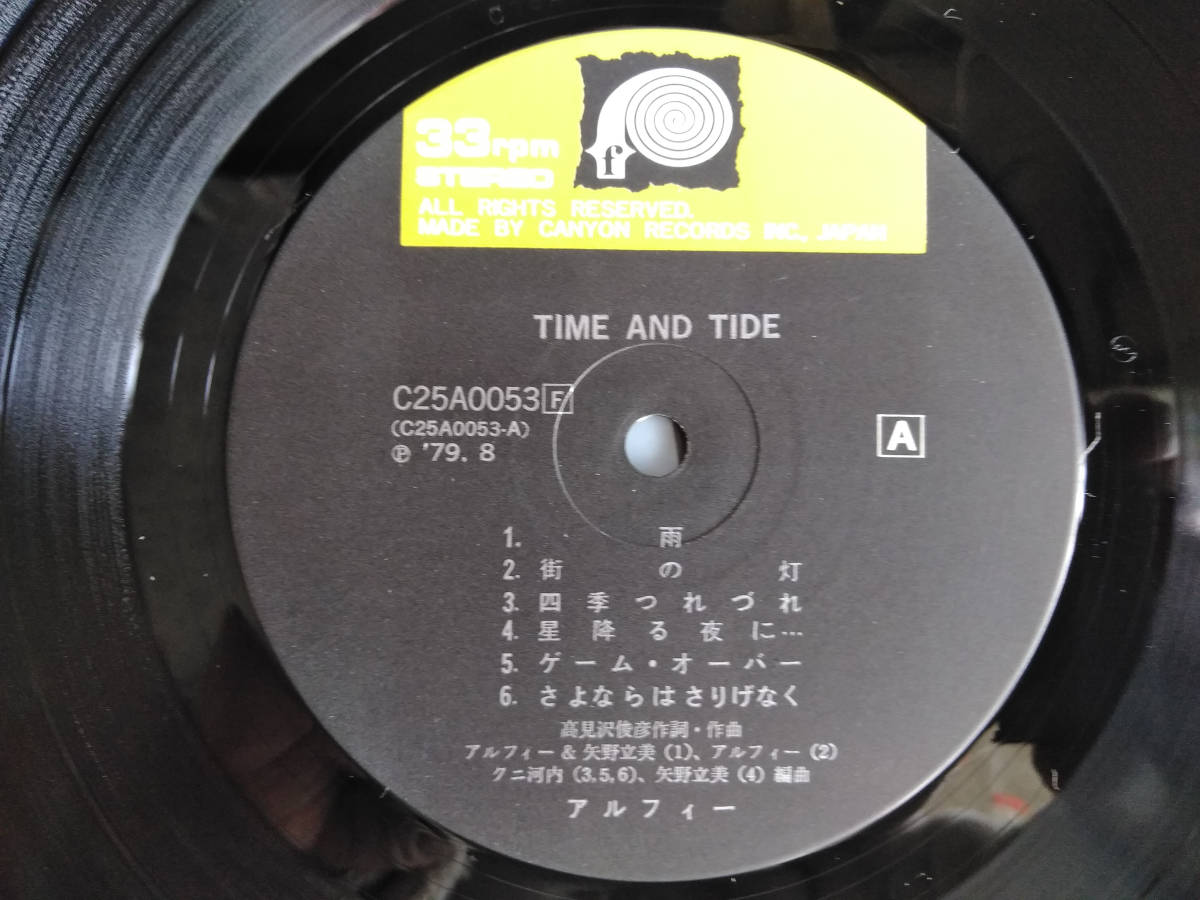 33rpm
STEREO
f
ALL RIGHTS RESERVED.
MADE BY CANYON RECORDS INC., JAPAN
TIME AND TIDE
C25A0053 F
(C25A0053-A)
Ⓟ '79. 8
A
1. 雨
2. 街の灯
3. 四季つれづれ
4. 星降る夜に…
5. ゲーム・オーバー
6. さよならはさりげなく
高見沢俊彦作詞・作曲
アルフィー&矢野立美(1)、アルフィー(2)
クニ河内(3,5,6)、矢野立美(4)編曲
アルフィー